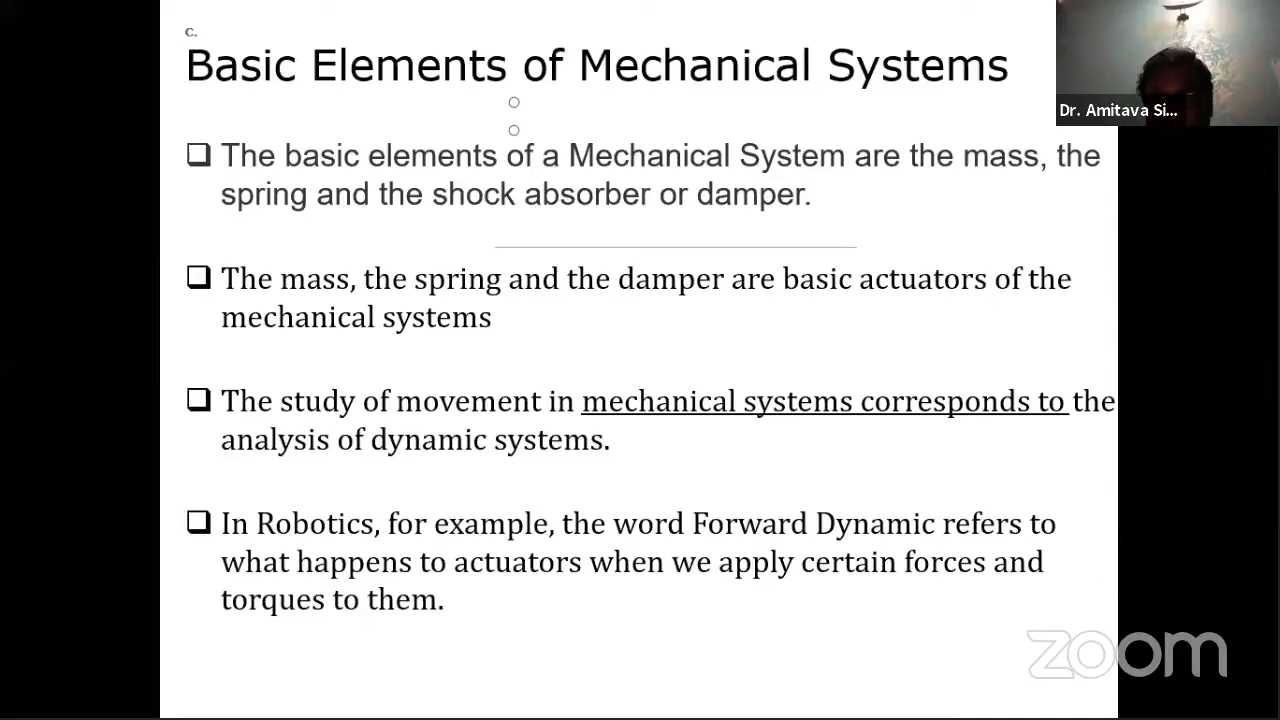 C.
Basic Elements of Mechanical Systems
Dr. Amitava Si...
❑ The basic elements of a Mechanical System are the mass, the
spring and the shock absorber or damper.
❑ The mass, the spring and the damper are basic actuators of the
mechanical systems
❑ The study of movement in mechanical systems corresponds to the
analysis of dynamic systems.
❑ In Robotics, for example, the word Forward Dynamic refers to
what happens to actuators when we apply certain forces and
torques to them.
zoom